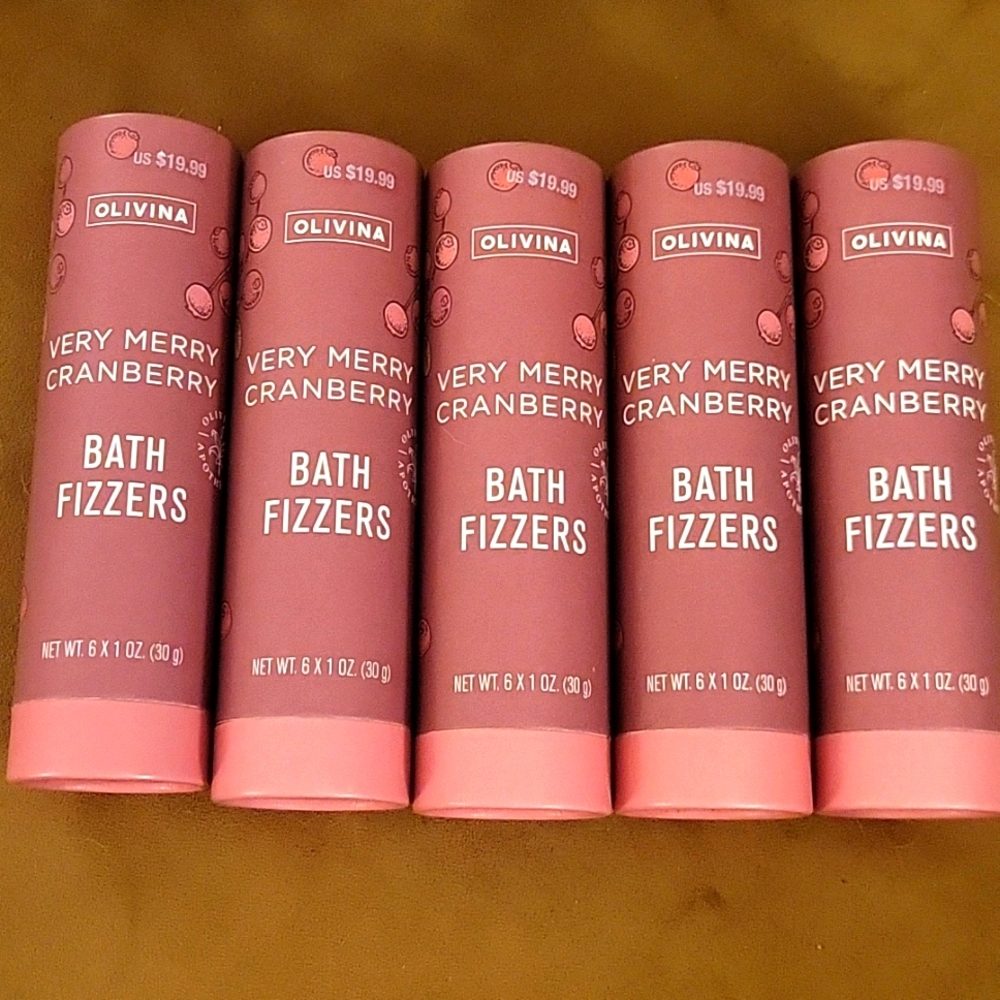 US $19.99
OLIVINA
VERY MERRY
CRANBERRY
BATH
FIZZERS
NET WT. 6 X 1 OZ. (30 g)
US $19.99
OLIVINA
VERY MERRY
CRANBERRY
BATH
FIZZERS
NET WT. 6 X 1 OZ. (30 g)
US $19.99
OLIVINA
VERY MERRY
CRANBERRY
BATH
FIZZERS
NET WT. 6 X 1 OZ. (30 g)
US $19.99
OLIVINA
VERY MERRY
CRANBERRY
BATH
FIZZERS
NET WT. 6 X 1 OZ. (30 g)
US $19.99
OLIVINA
VERY MERRY
CRANBERRY
BATH
FIZZERS
NET WT. 6 X 1 OZ. (30 g)